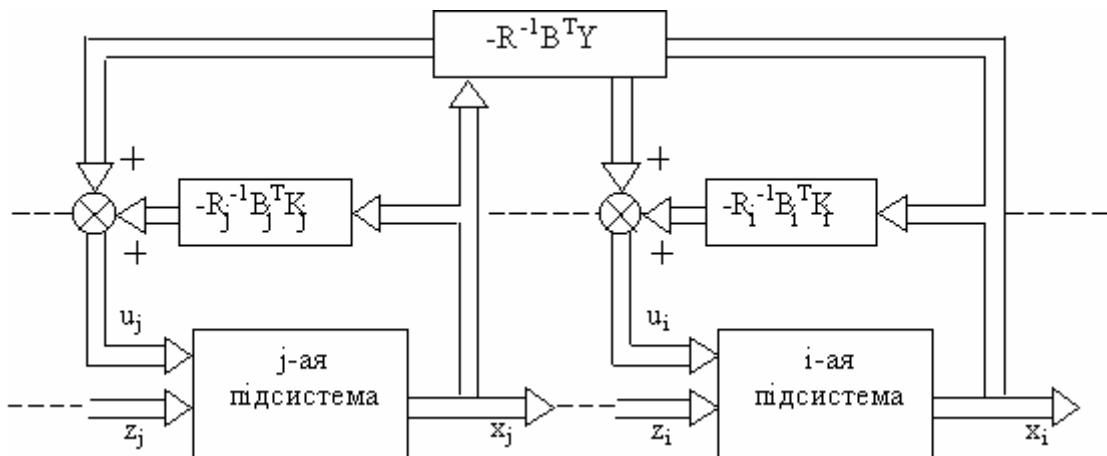 -R⁻¹BᵀY
+
+
-Rⱼ⁻¹BⱼᵀKⱼ
-Rᵢ⁻¹BᵢᵀKᵢ
+
+
uⱼ
uᵢ
j-ая
підсистема
i-ая
підсистема
zⱼ
xⱼ
zᵢ
xᵢ